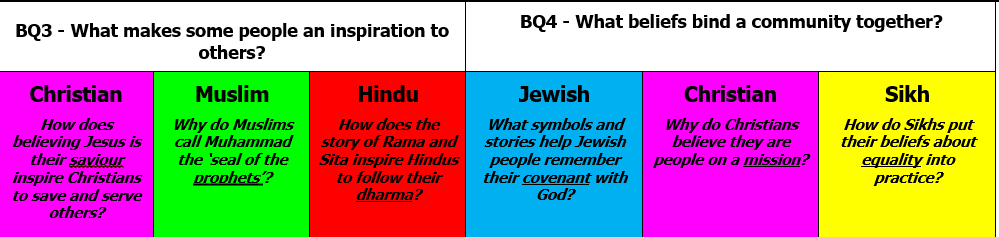 BQ3 - What makes some people an inspiration to
others?
BQ4 - What beliefs bind a community together?
Christian
How does
believing Jesus is
their saviour
inspire Christians
to save and serve
others?
Muslim
Why do Muslims
call Muhammad
the 'seal of the
prophets'?
Hindu
How does the
story of Rama and
Sita inspire Hindus
to follow their
dharma?
Jewish
What symbols and
stories help Jewish
people remember
their covenant with
God?
Christian
Why do Christians
believe they are
people on a mission?
Sikh
How do Sikhs put
their beliefs about
equality into
practice?